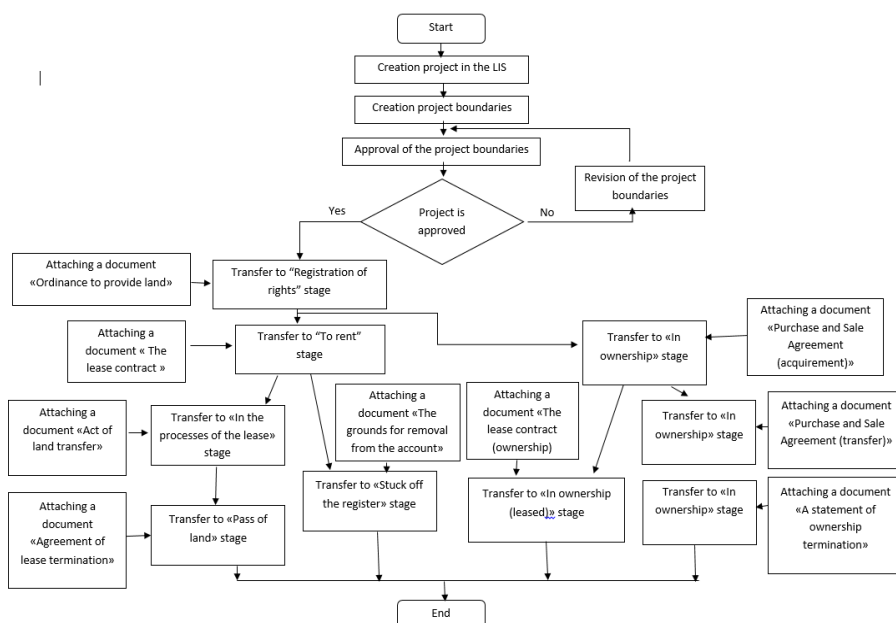 Start
Creation project in the LIS
Creation project boundaries
Approval of the project boundaries
Revision of the project
boundaries
Project is
approved
Yes
No
Attaching a document
«Ordinance to provide land»
Transfer to “Registration of
rights” stage
Attaching a
document « The
lease contract »
Transfer to “To rent”
stage
Transfer to «In
ownership» stage
Attaching a document
«Purchase and Sale
Agreement
(acquirement)»
Attaching a
document «Act of
land transfer»
Transfer to «In the
processes of the lease»
stage
Attaching a
document «The
grounds for removal
from the account»
Attaching a
document «The
lease contract
(ownership)
Transfer to «In
ownership» stage
Attaching a document
«Purchase and Sale
Agreement (transfer)»
Attaching a
document
«Agreement of
lease termination»
Transfer to «Pass of
land» stage
Transfer to «Stuck off
the register» stage
Transfer to «In ownership
(leased)» stage
Transfer to «In
ownership» stage
Attaching a document
«A statement of
ownership
termination»
End